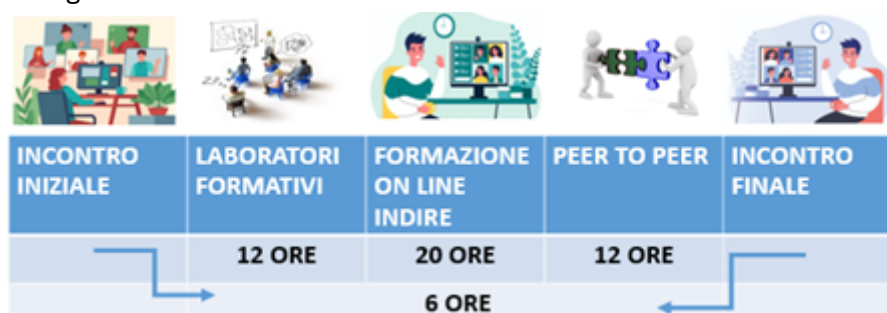 INCONTRO INIZIALE
LABORATORI FORMATIVI
FORMAZIONE ON LINE INDIRE
PEER TO PEER
INCONTRO FINALE
12 ORE
20 ORE
12 ORE
6 ORE